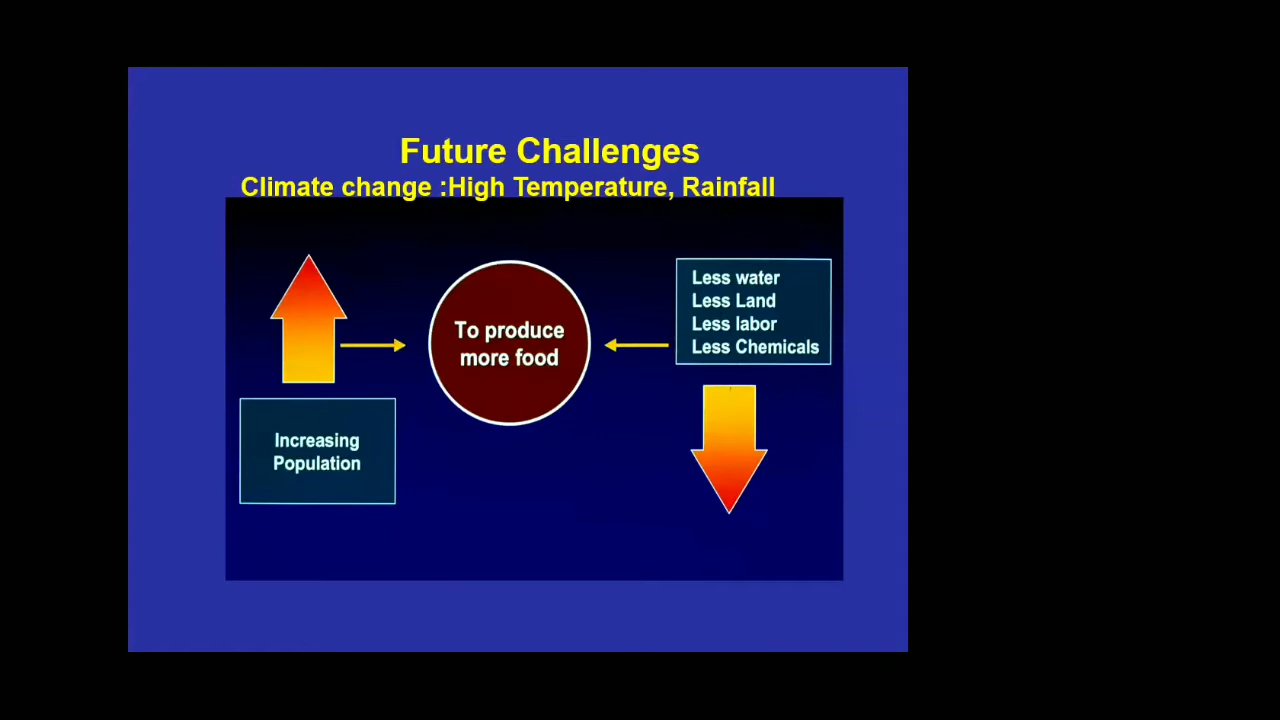 Future Challenges
Climate change :High Temperature, Rainfall
To produce
more food
Less water
Less Land
Less labor
Less Chemicals
Increasing
Population